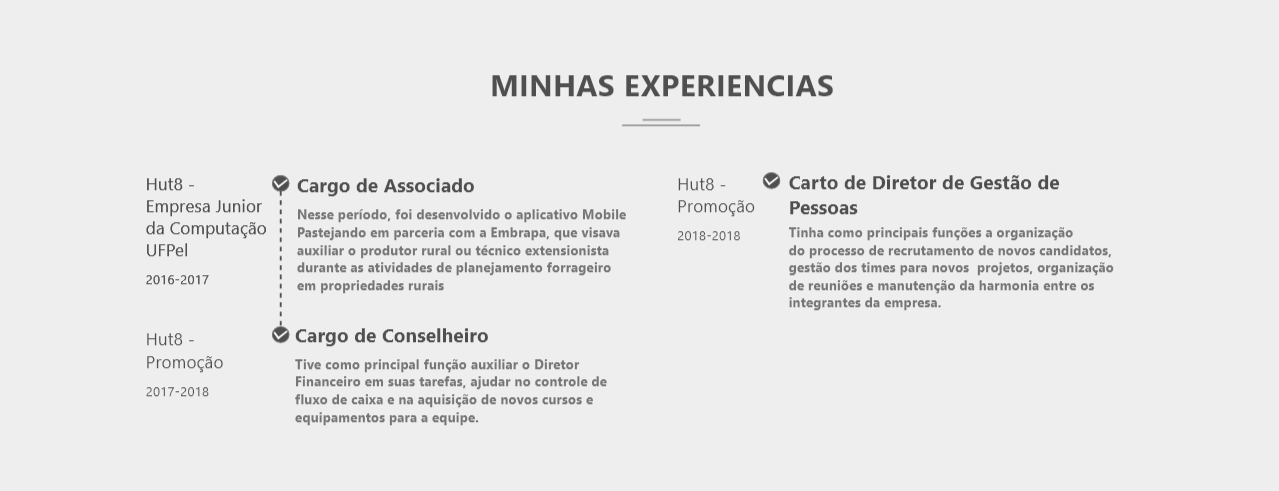 MINHAS EXPERIENCIAS
Hut8 -
Empresa Junior
da Computação
UFPel
2016-2017
Cargo de Associado
Nesse período, foi desenvolvido o aplicativo Mobile
Pastejando em parceria com a Embrapa, que visava
auxiliar o produtor rural ou técnico extensionista
durante as atividades de planejamento forrageiro
em propriedades rurais
Hut8 -
Promoção
2017-2018
Cargo de Conselheiro
Tive como principal função auxiliar o Diretor
Financeiro em suas tarefas, ajudar no controle de
fluxo de caixa e na aquisição de novos cursos e
equipamentos para a equipe.
Hut8 -
Promoção
2018-2018
Carto de Diretor de Gestão de
Pessoas
Tinha como principais funções a organização
do processo de recrutamento de novos candidatos,
gestão dos times para novos  projetos, organização
de reuniões e manutenção da harmonia entre os
integrantes da empresa.